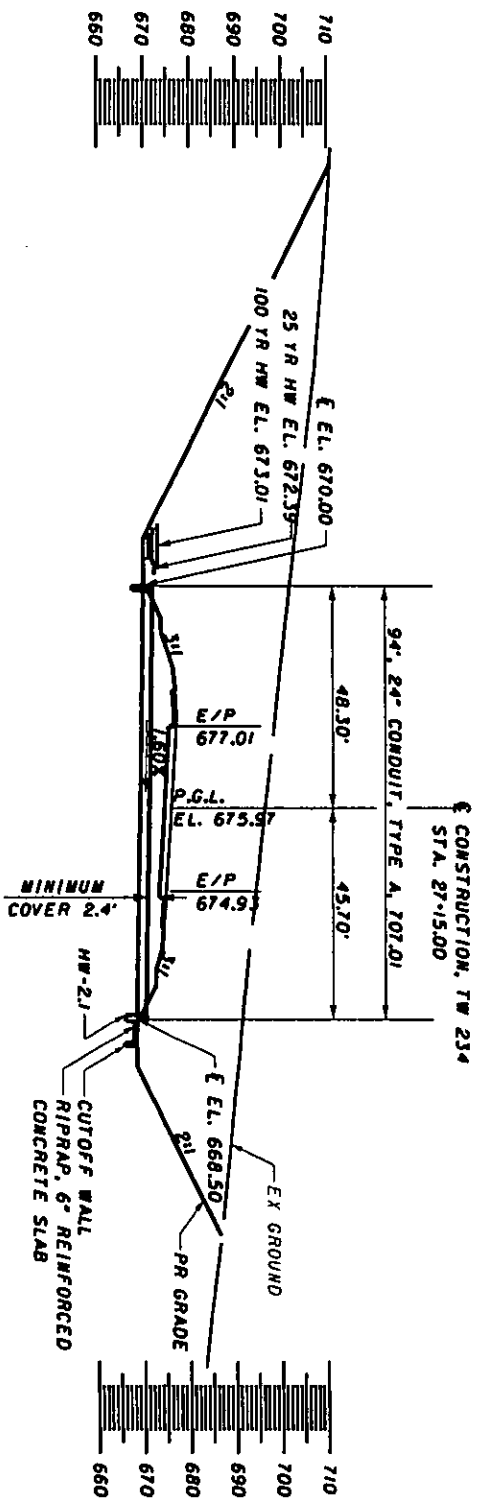 ℄ CONSTRUCTION, TW 234
STA. 27+15.00
94', 24" CONDUIT, TYPE A, 707.01
48.30'
45.70'
℄ EL. 670.00
25 YR HW EL. 672.39
100 YR HW EL. 673.01
EX GROUND
710
700
690
680
670
660
2:1
3:1
E/P
677.01
P.G.L.
EL. 675.97
E/P
674.93
1.60%
3:1
2:1
℄ EL. 668.50
PR GRADE
MINIMUM
COVER 2.4'
HW-2.1
CUTOFF WALL
RIPRAP, 6" REINFORCED
CONCRETE SLAB
710
700
690
680
670
660